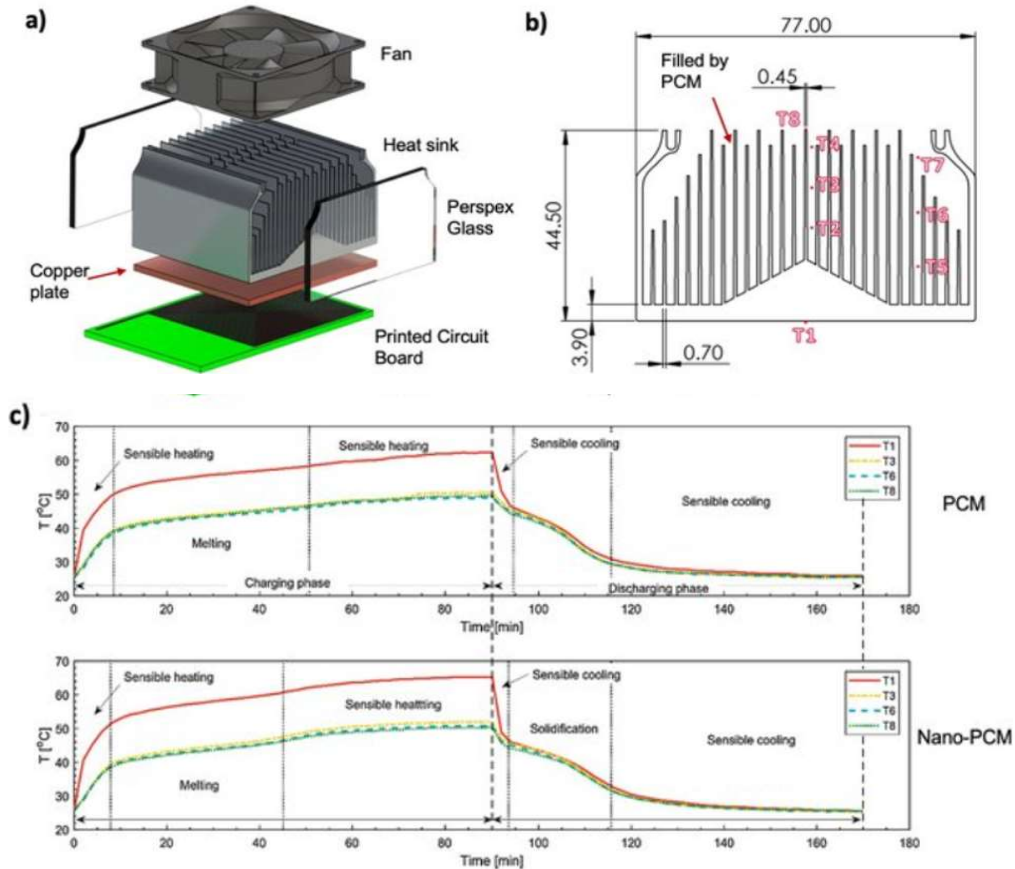 a)
Fan
Heat sink
Perspex
Glass
Copper
plate
Printed Circuit
Board
b)
77.00
Filled by
PCM
0.45
T8
T4
T7
T3
T6
T2
T5
44.50
3.90
T1
0.70
c)
70
60
50
40
30
20
T [°C]
Sensible heating
Sensible heating
Sensible cooling
Sensible cooling
Melting
Charging phase
Discharging phase
T1
T3
T6
T8
PCM
0 20 40 60 80 100 120 140 160 180
Time [min]
70
60
50
40
30
20
T [°C]
Sensible heating
Sensible heattting
Sensible cooling
Solidification
Sensible cooling
Melting
T1
T3
T6
T8
Nano-PCM
0 20 40 60 80 100 120 140 160 180
Time [min]